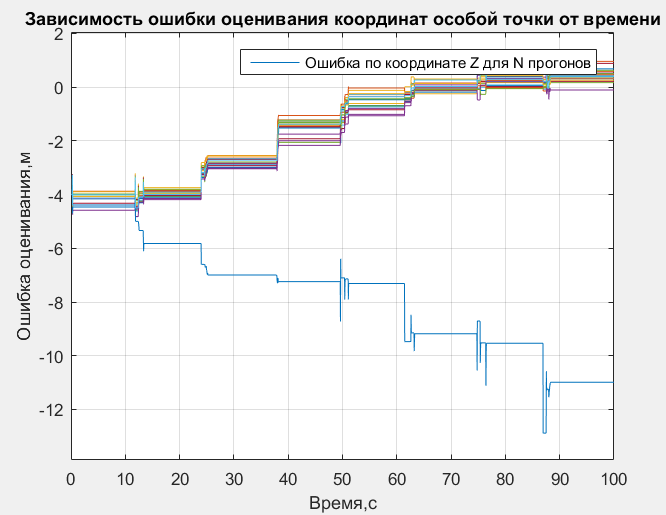 Зависимость ошибки оценивания координат особой точки от времени
Ошибка по координате Z для N прогонов
Ошибка оценивания,м
2
0
-2
-4
-6
-8
-10
-12
0 10 20 30 40 50 60 70 80 90 100
Время,с